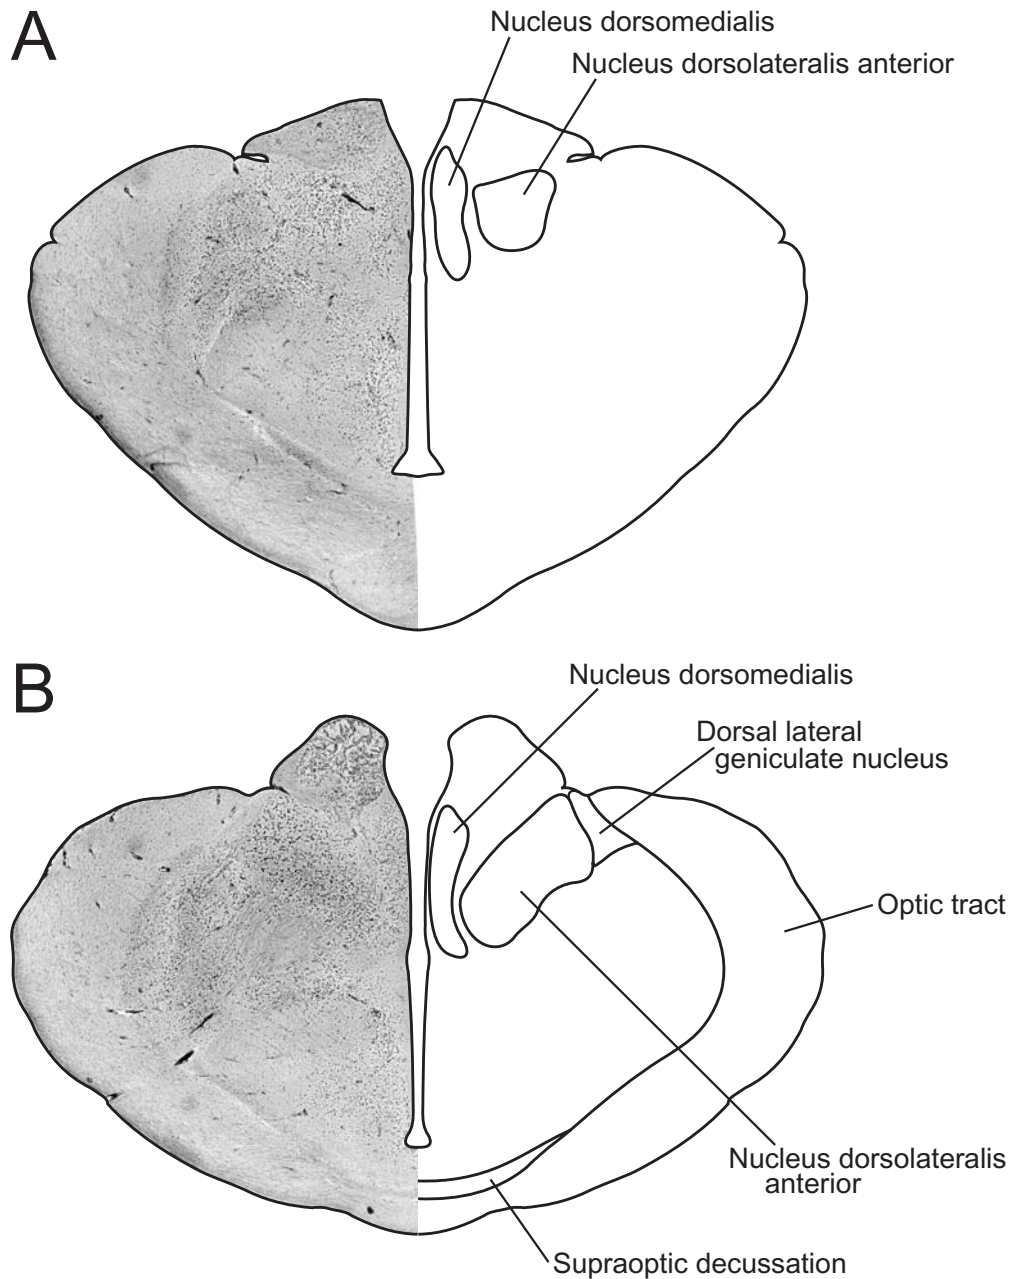 A
Nucleus dorsomedialis
Nucleus dorsolateralis anterior
B
Nucleus dorsomedialis
Dorsal lateral
geniculate nucleus
Optic tract
Nucleus dorsolateralis
anterior
Supraoptic decussation